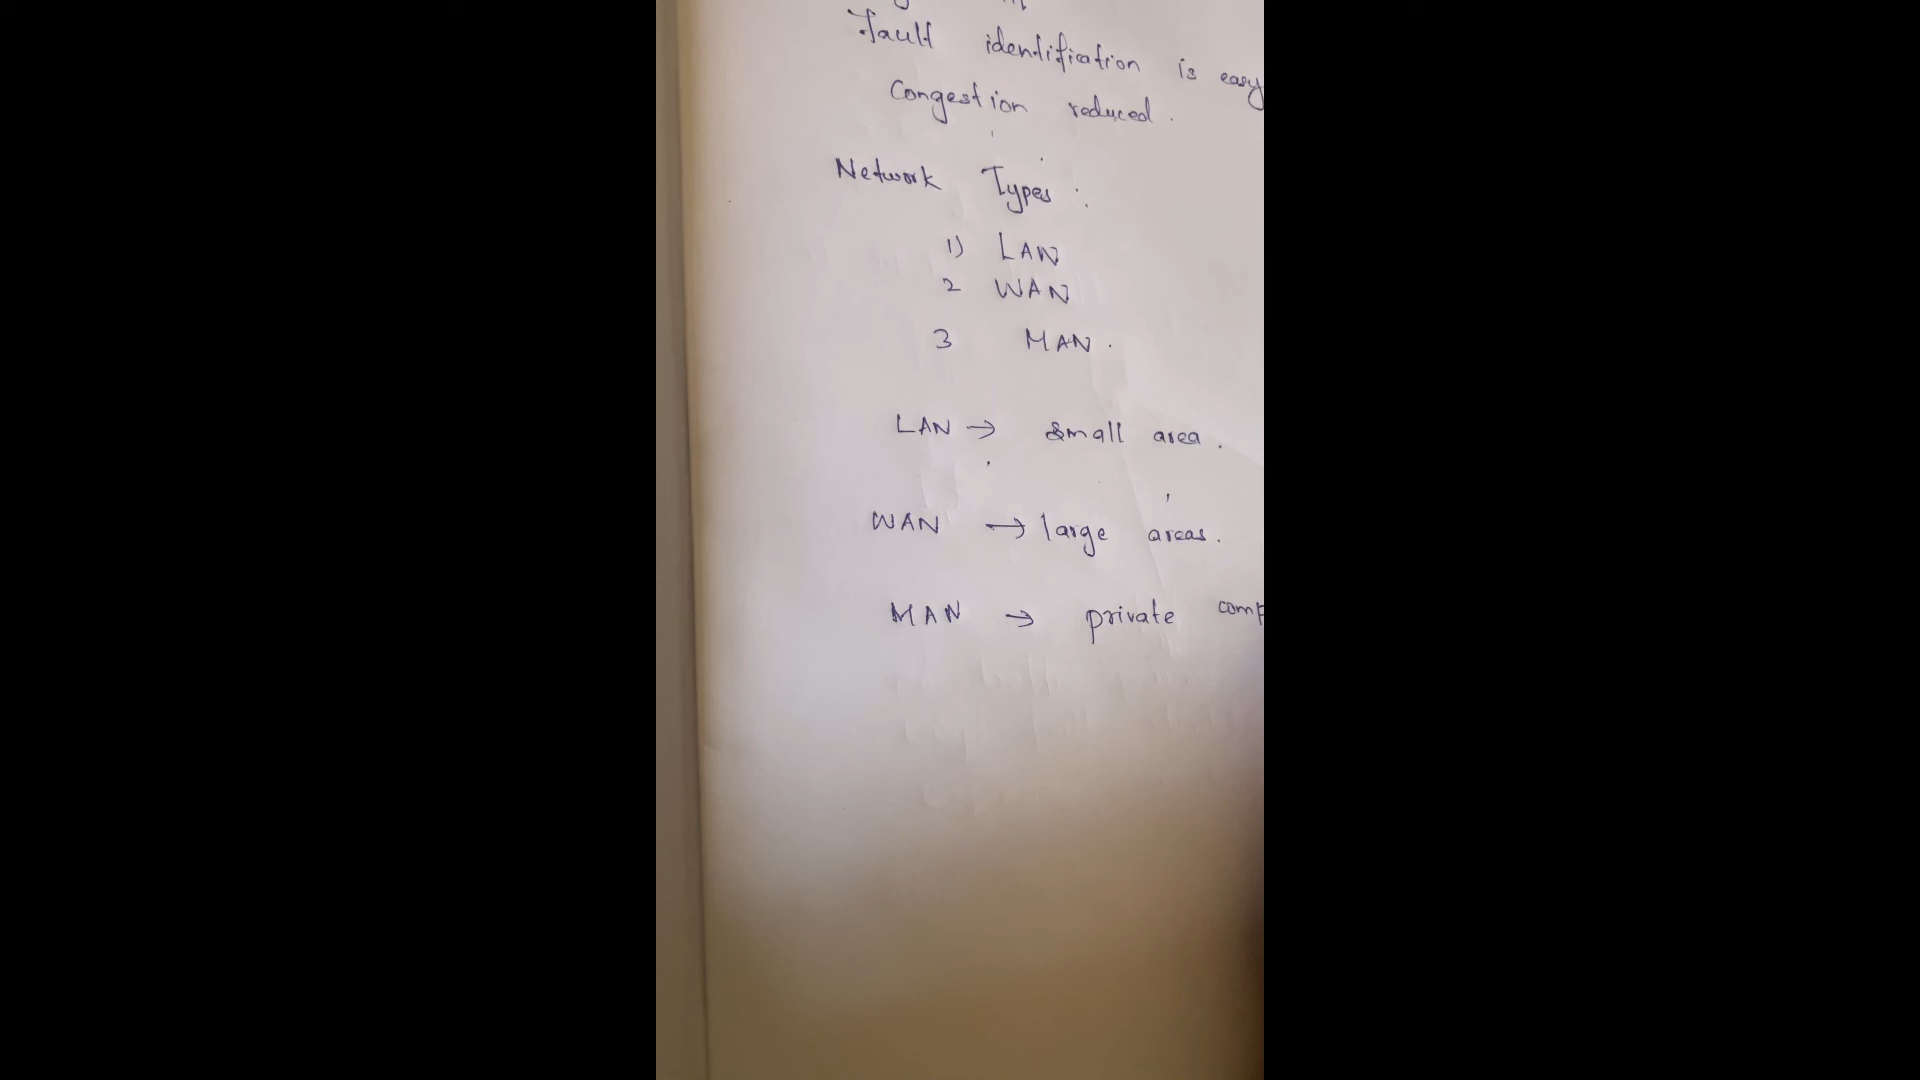 Fault identification is easy
Congestion reduced.
Network Types:
1) LAN
2 WAN
3 MAN.
LAN → small area.
WAN → large areas.
MAN → private comp